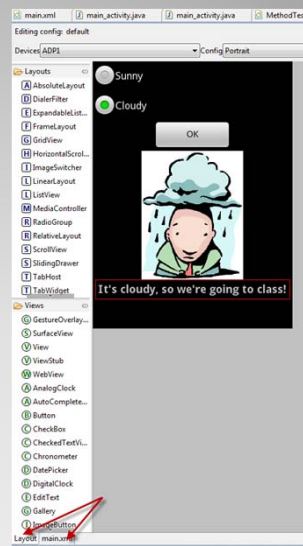 main.xml main_activity.java main_activity.java MethodTes
Editing config: default
Devices ADP1 Config Portrait
Layouts
A AbsoluteLayout
D DialerFilter
E ExpandableList...
F FrameLayout
G GridView
H HorizontalScrol...
I ImageSwitcher
L LinearLayout
L ListView
M MediaController
R RadioGroup
R RelativeLayout
S ScrollView
S SlidingDrawer
T TabHost
T TabWidget
Sunny
Cloudy
OK
It's cloudy, so we're going to class!
Views
G GestureOverlay...
S SurfaceView
V View
V ViewStub
W WebView
A AnalogClock
A AutoComplete...
B Button
C CheckBox
C CheckedTextVi...
C Chronometer
D DatePicker
D DigitalClock
E EditText
G Gallery
I ImageButton
Layout main.xml